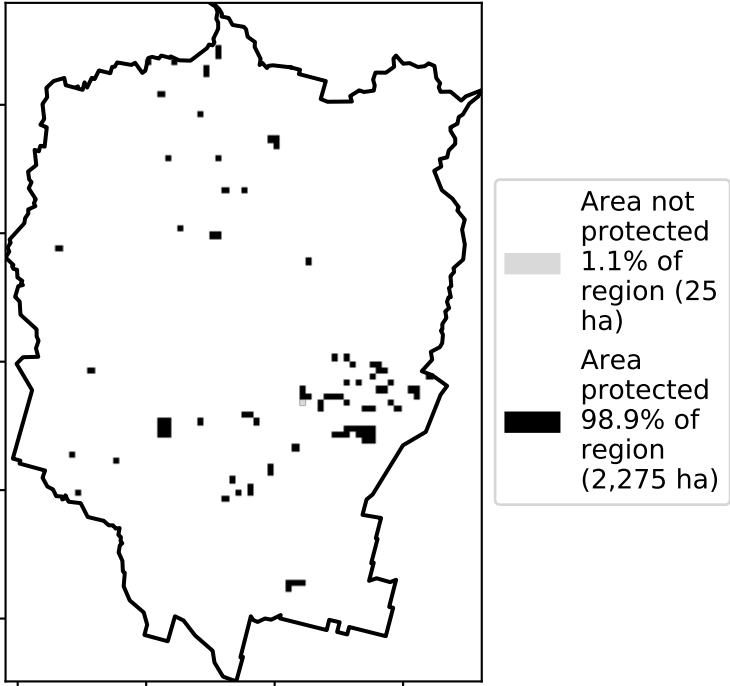 Area not
protected
1.1% of
region (25
ha)
Area
protected
98.9% of
region
(2,275 ha)